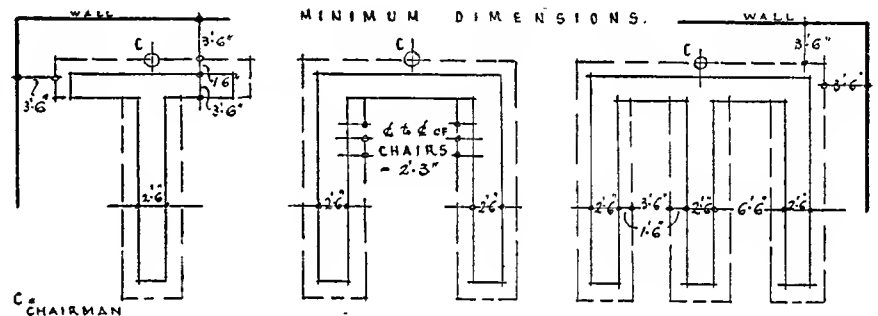 MINIMUM DIMENSIONS.
WALL
C
3'.6"
1'.6"
3'.6"
3'.6"
2'.6"
C = CHAIRMAN
C
₵ to ₵ of
CHAIRS
= 2'.3"
2'.6"
2'.6"
WALL
C
3'.6"
3'.6"
2'.6"
3'.6"
2'.6"
6'.6"
2'.6"
1'.6"